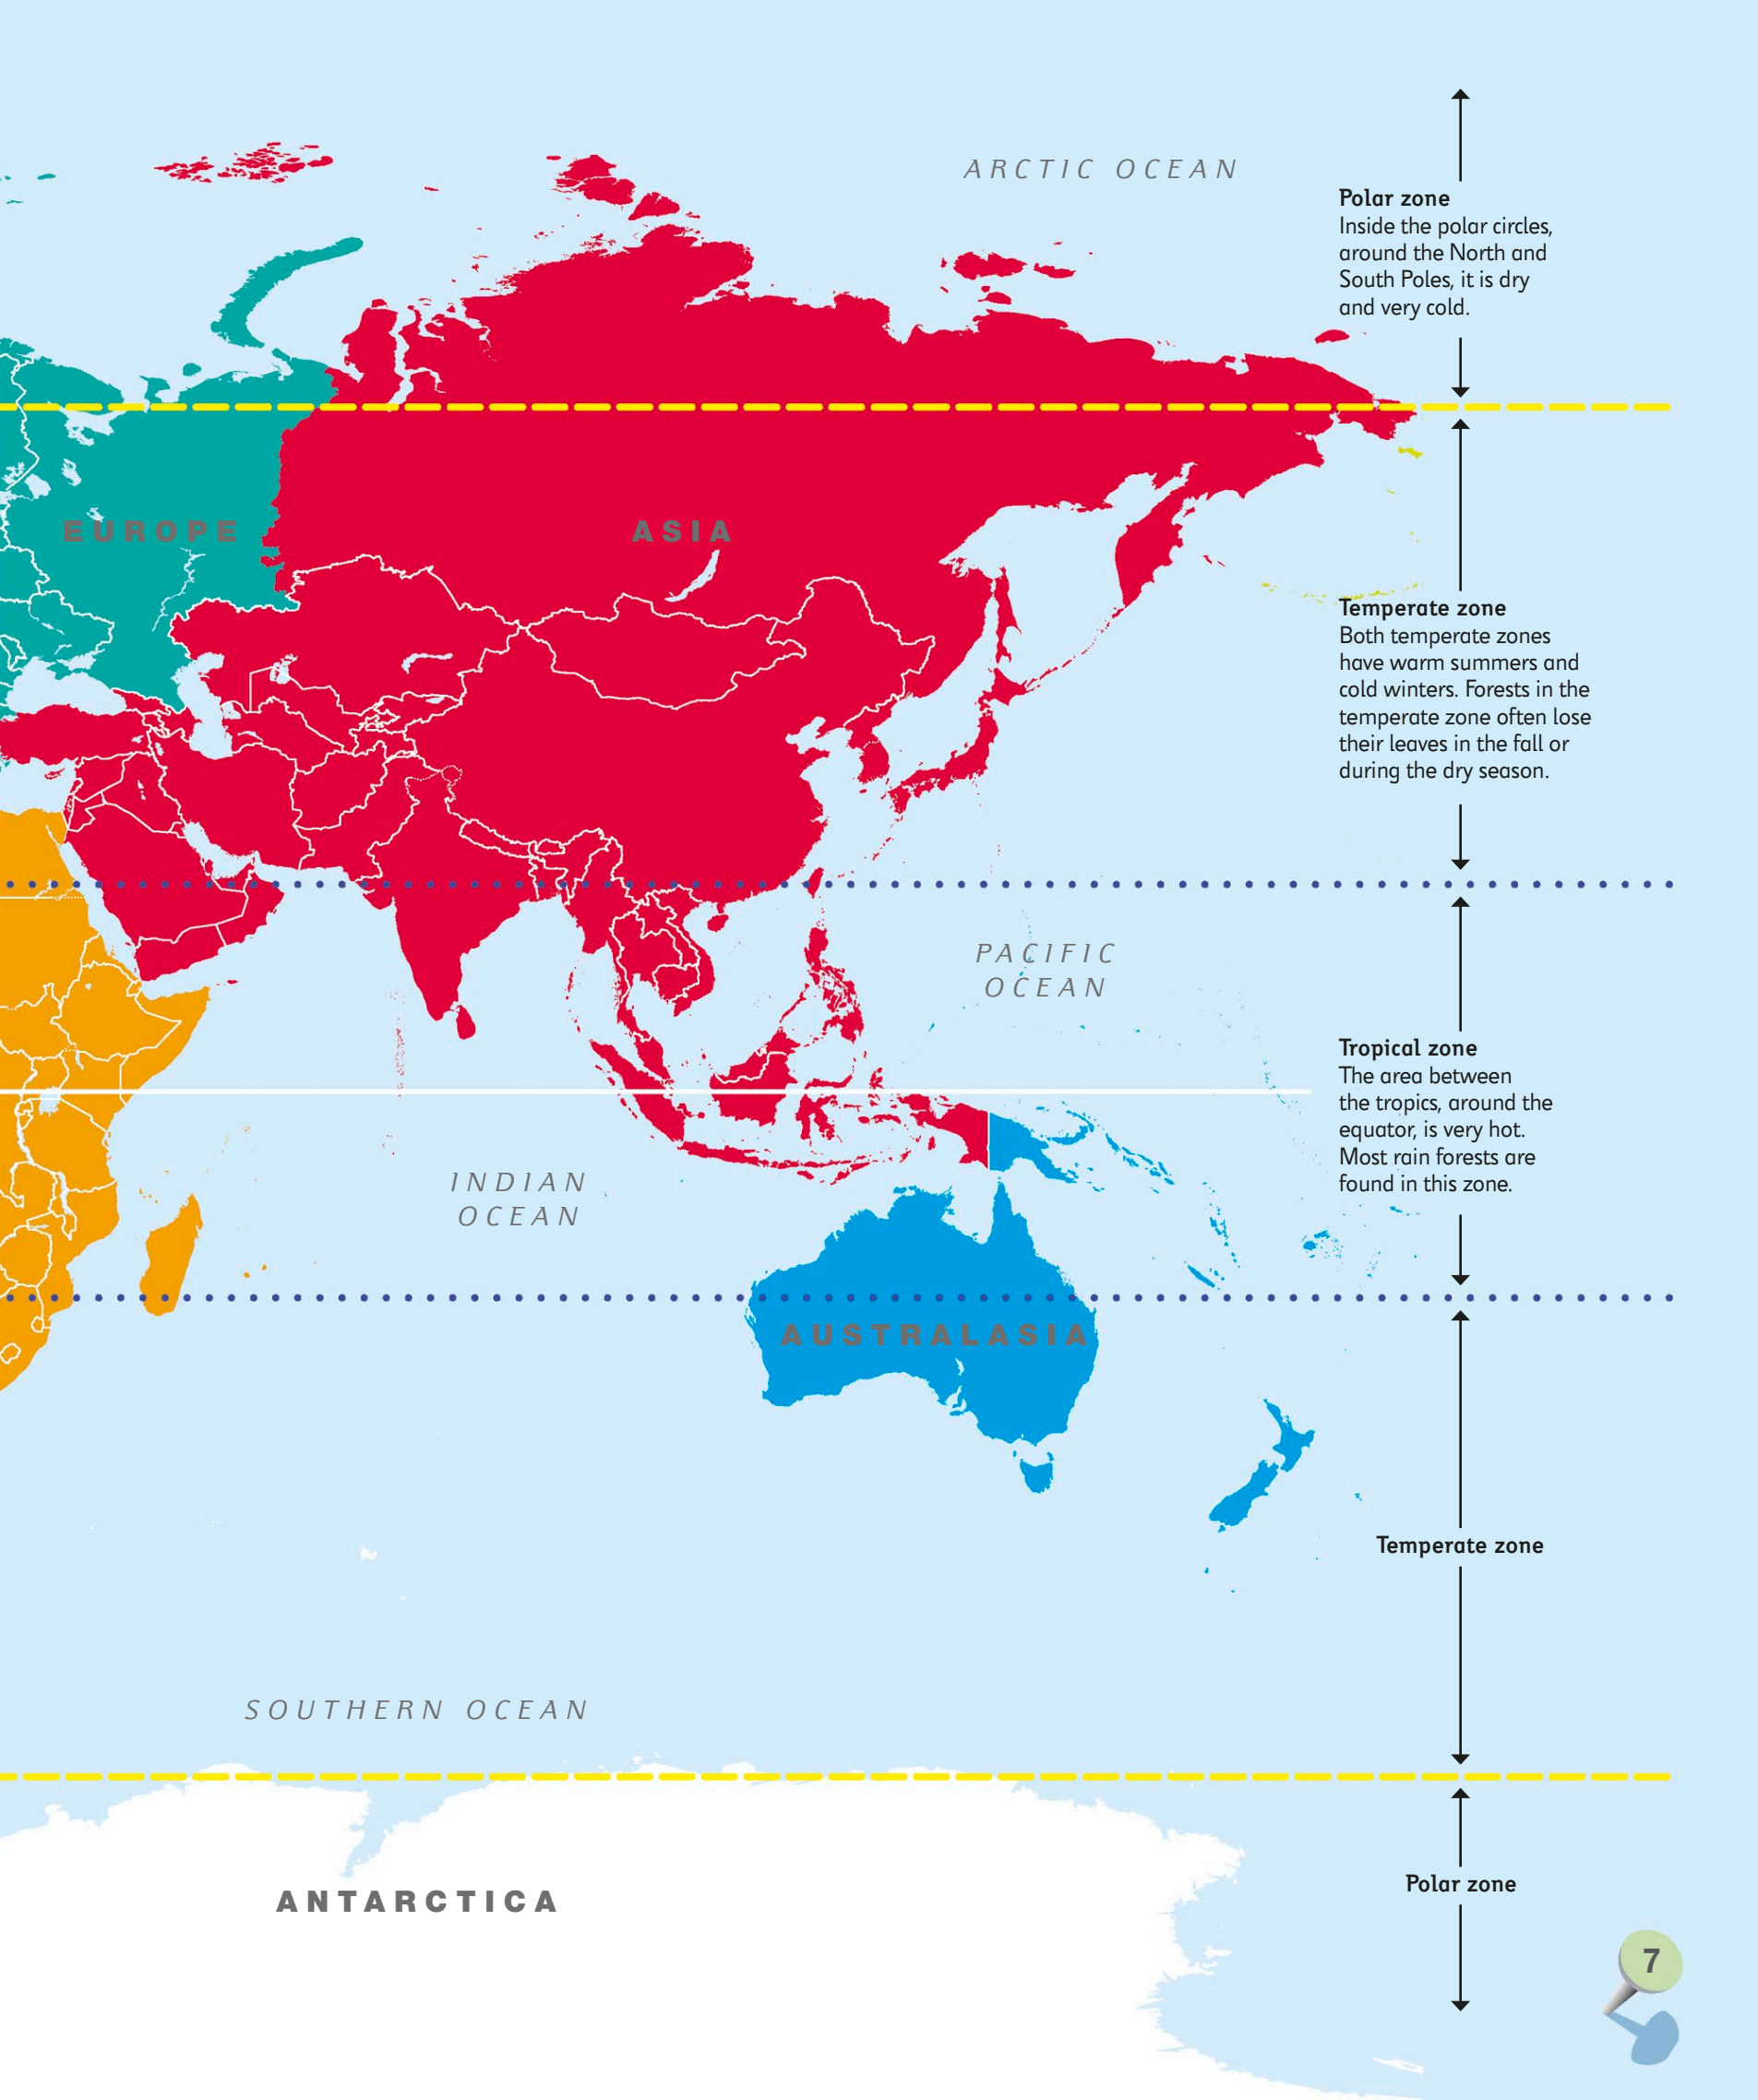 ARCTIC OCEAN
Polar zone
Inside the polar circles,
around the North and
South Poles, it is dry
and very cold.
EUROPE
ASIA
Temperate zone
Both temperate zones
have warm summers and
cold winters. Forests in the
temperate zone often lose
their leaves in the fall or
during the dry season.
PACIFIC
OCEAN
Tropical zone
The area between
the tropics, around the
equator, is very hot.
Most rain forests are
found in this zone.
INDIAN
OCEAN
AUSTRALASIA
Temperate zone
SOUTHERN OCEAN
Polar zone
ANTARCTICA
7